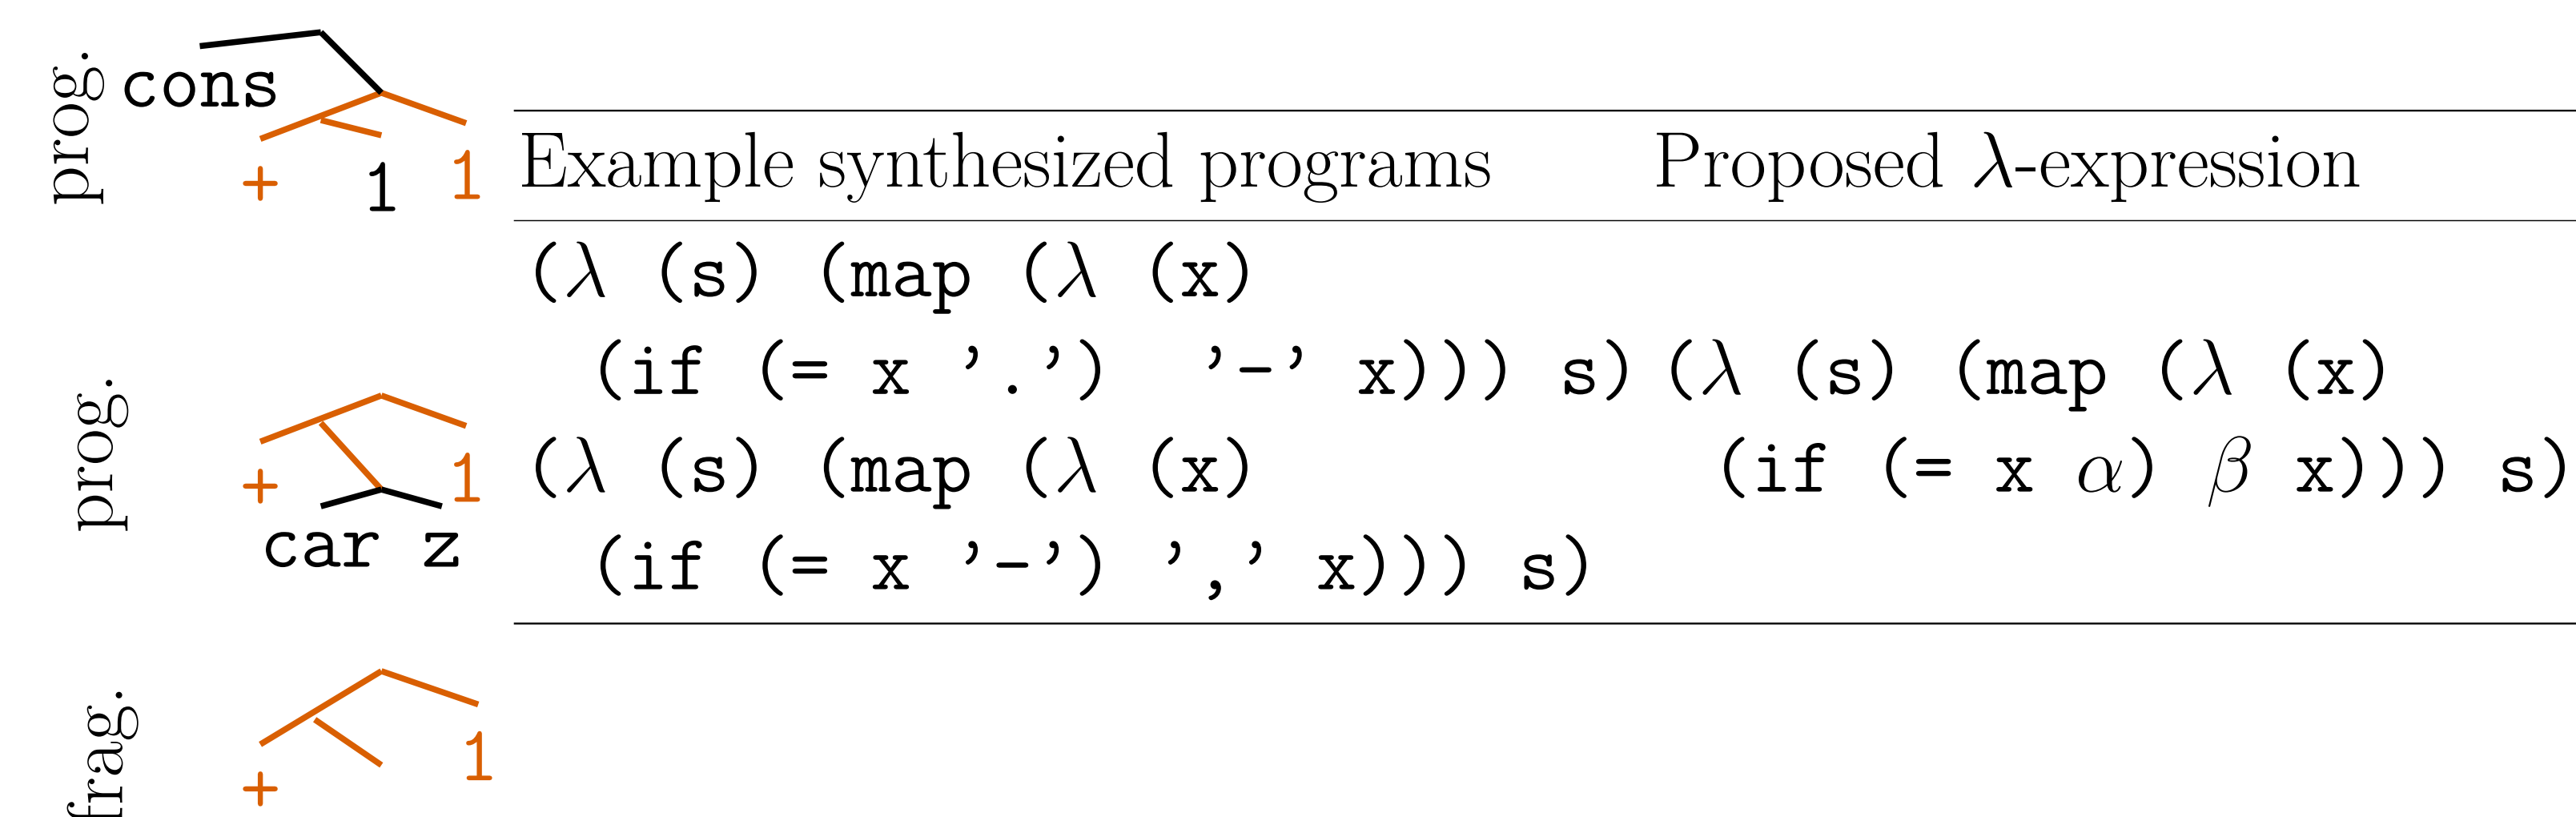 prog.
cons
+ 1 1
prog.
+ 1
car z
frag.
+ 1
Example synthesized programs Proposed λ-expression
(λ (s) (map (λ (x)
(if (= x '.') '-' x))) s)
(λ (s) (map (λ (x)
(if (= x '-') ',' x))) s)
(λ (s) (map (λ (x)
(if (= x α) β x))) s)